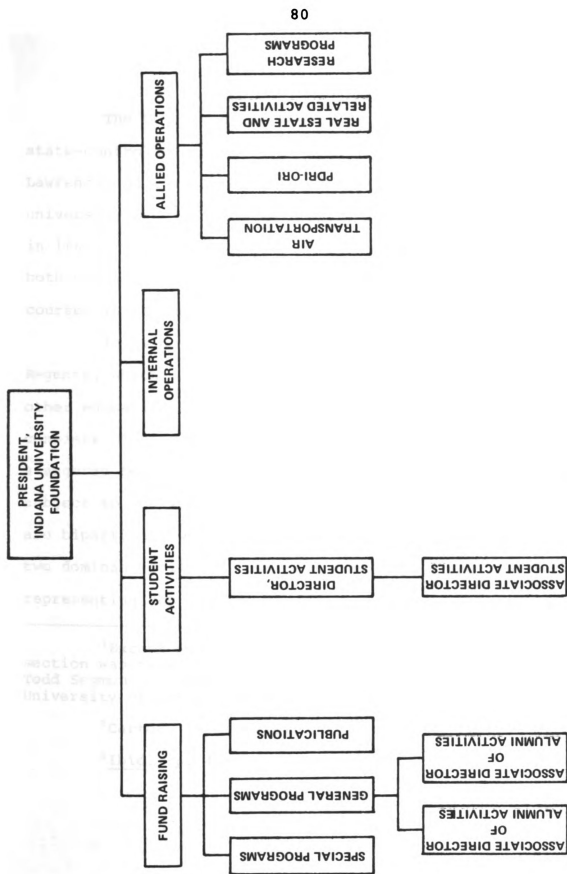 80
PRESIDENT,
INDIANA UNIVERSITY
FOUNDATION
FUND RAISING
STUDENT
ACTIVITIES
INTERNAL
OPERATIONS
ALLIED OPERATIONS
SPECIAL PROGRAMS
GENERAL PROGRAMS
PUBLICATIONS
ASSOCIATE DIRECTOR
OF
ALUMNI ACTIVITIES
ASSOCIATE DIRECTOR
OF
ALUMNI ACTIVITIES
DIRECTOR,
STUDENT ACTIVITIES
ASSOCIATE DIRECTOR
STUDENT ACTIVITIES
AIR
TRANSPORTATION
PDRI-ORI
REAL ESTATE AND
RELATED ACTIVITIES
RESEARCH
PROGRAMS